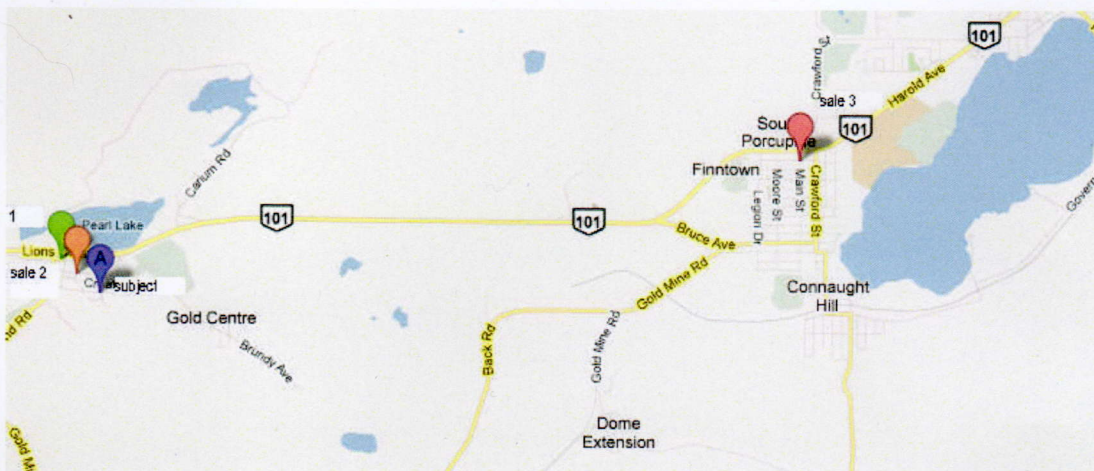 101
Crawford St
sale 3
Harold Ave
101
Porcupine
Finntown
Carium Rd
1
Pearl Lake
101
101
Moore St
Main St
Crawford St
Legion Dr
Lions
Bruce Ave
A
sale 2
subject
Gold Mine Rd
Connaught
Hill
Gold Centre
Back Rd
Gold Mine Rd
Brundy Ave
Dome
Extension